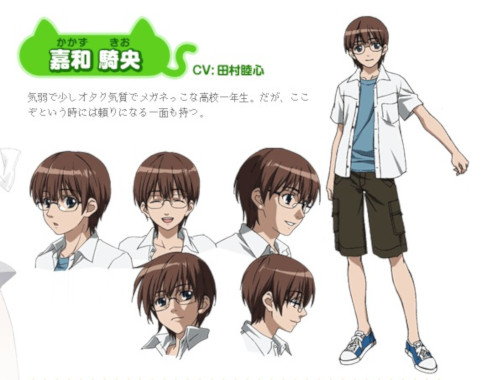 かかず きお
嘉和 騎央
CV: 田村睦心
気弱で少しオタク気質でメガネっこな高校一年生。だが、ここ
ぞという時には頼りになる一面も持つ。